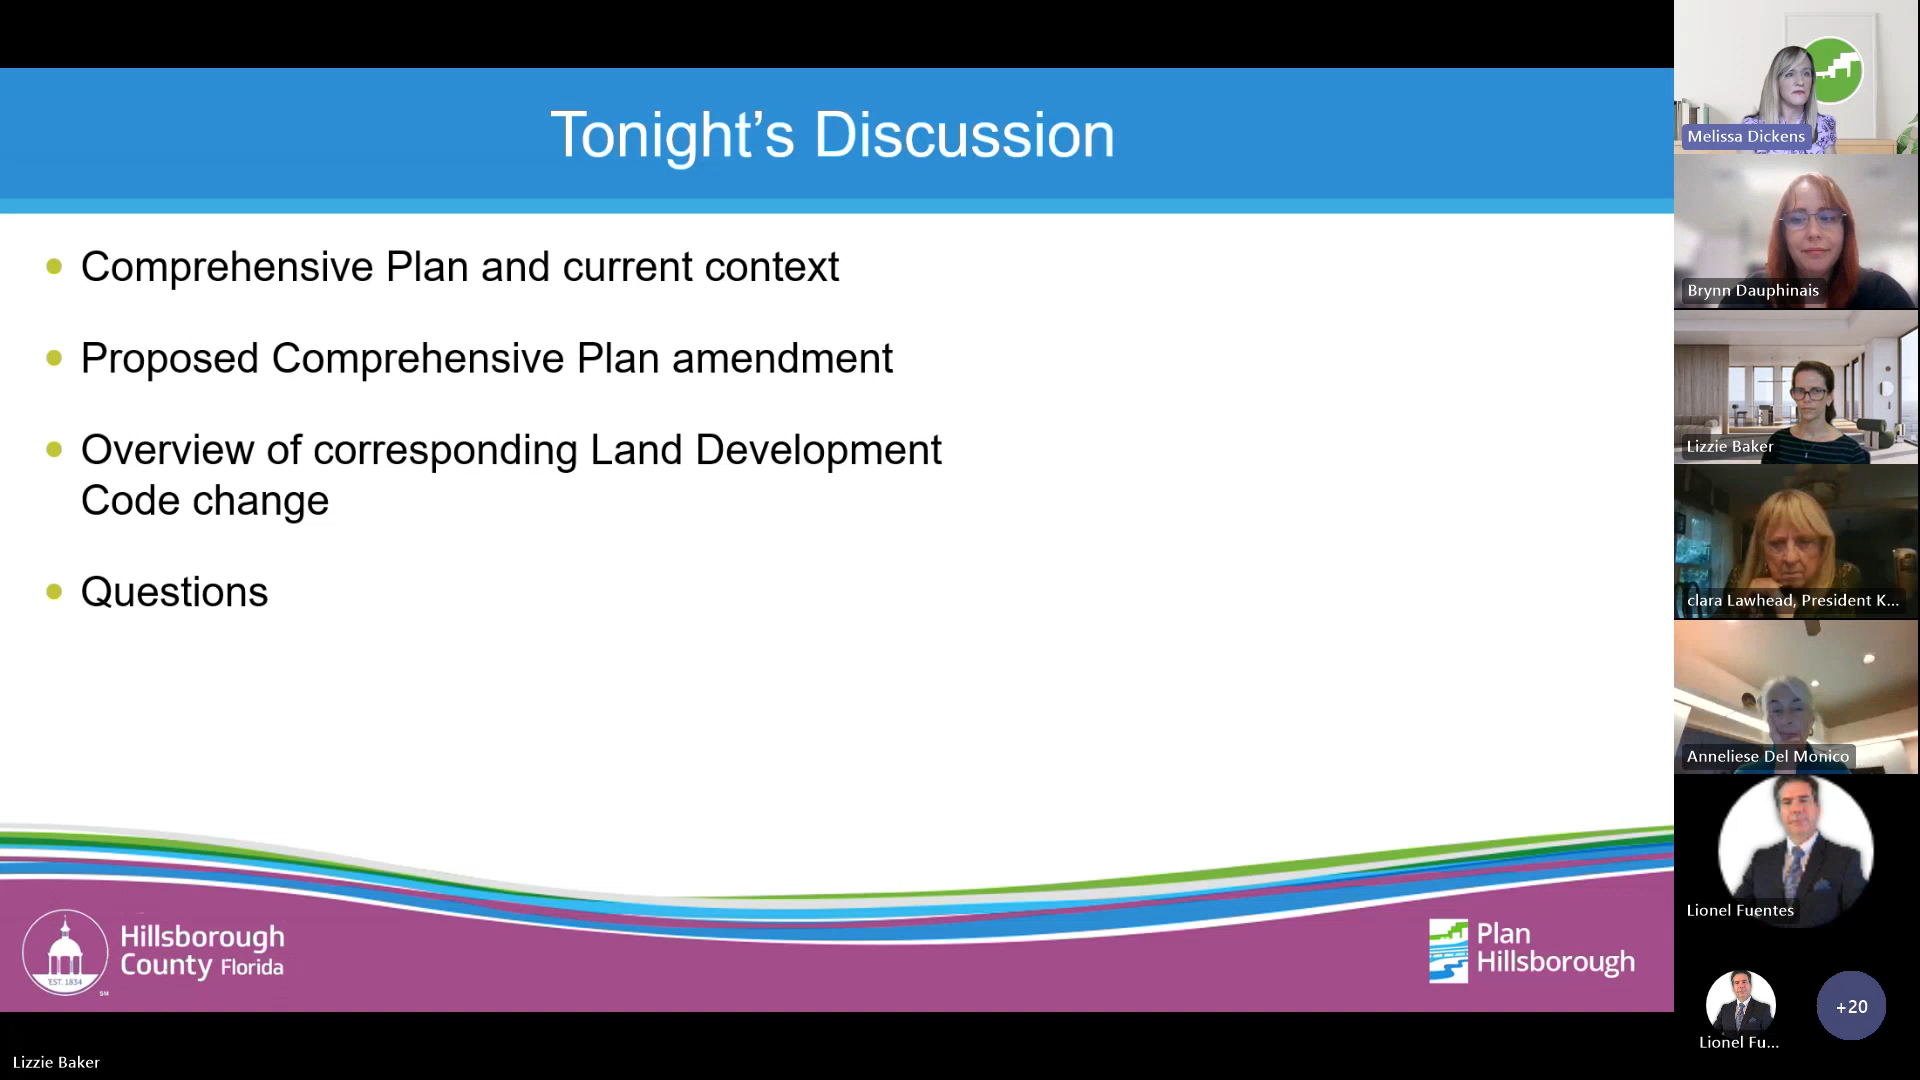 Tonight’s Discussion
Comprehensive Plan and current context
Proposed Comprehensive Plan amendment
Overview of corresponding Land Development
Code change
Questions
EST. 1834
SM
Hillsborough
County Florida
Plan
Hillsborough
Lizzie Baker
Melissa Dickens
Brynn Dauphinais
Lizzie Baker
clara Lawhead, President K...
Anneliese Del Monico
Lionel Fuentes
Lionel Fu...
+20